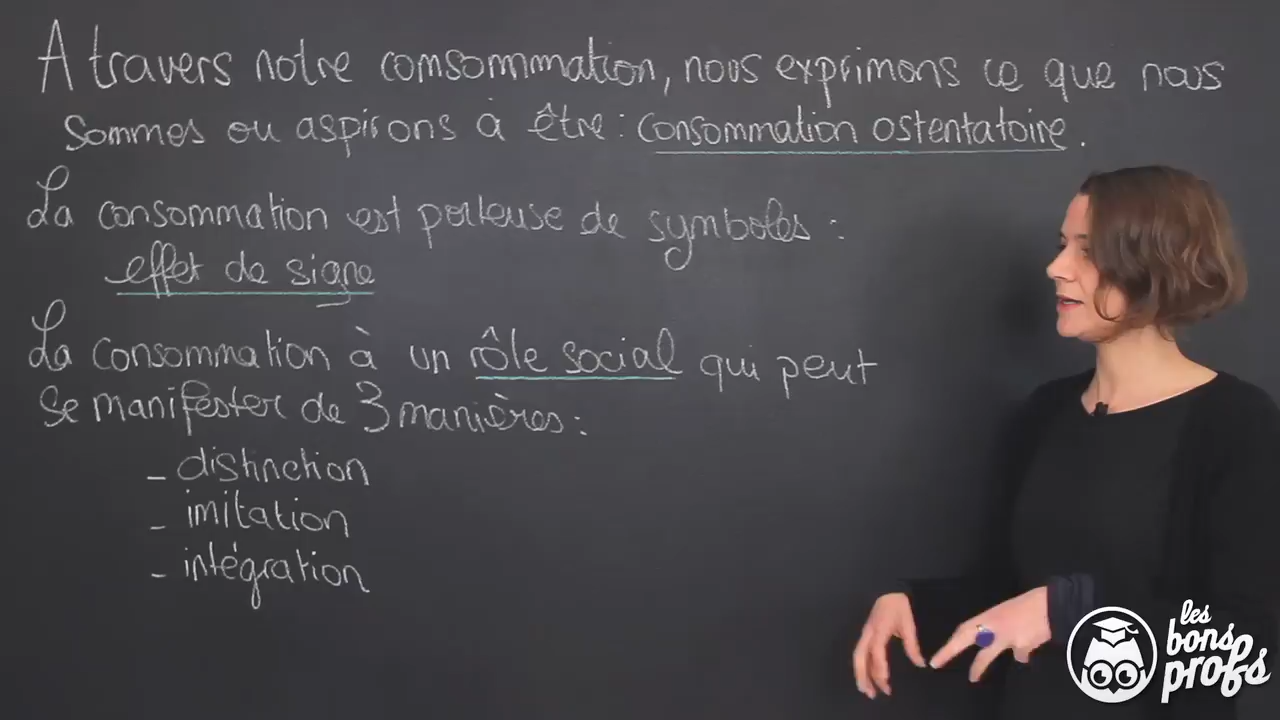 A travers notre consommation, nous exprimons ce que nous
sommes ou aspirons à être : consommation ostentatoire.
La consommation est porteuse de symboles :
effet de signe
La consommation à un rôle social qui peut
se manifester de 3 manières :
- distinction
- imitation
- intégration
les
bons
profs